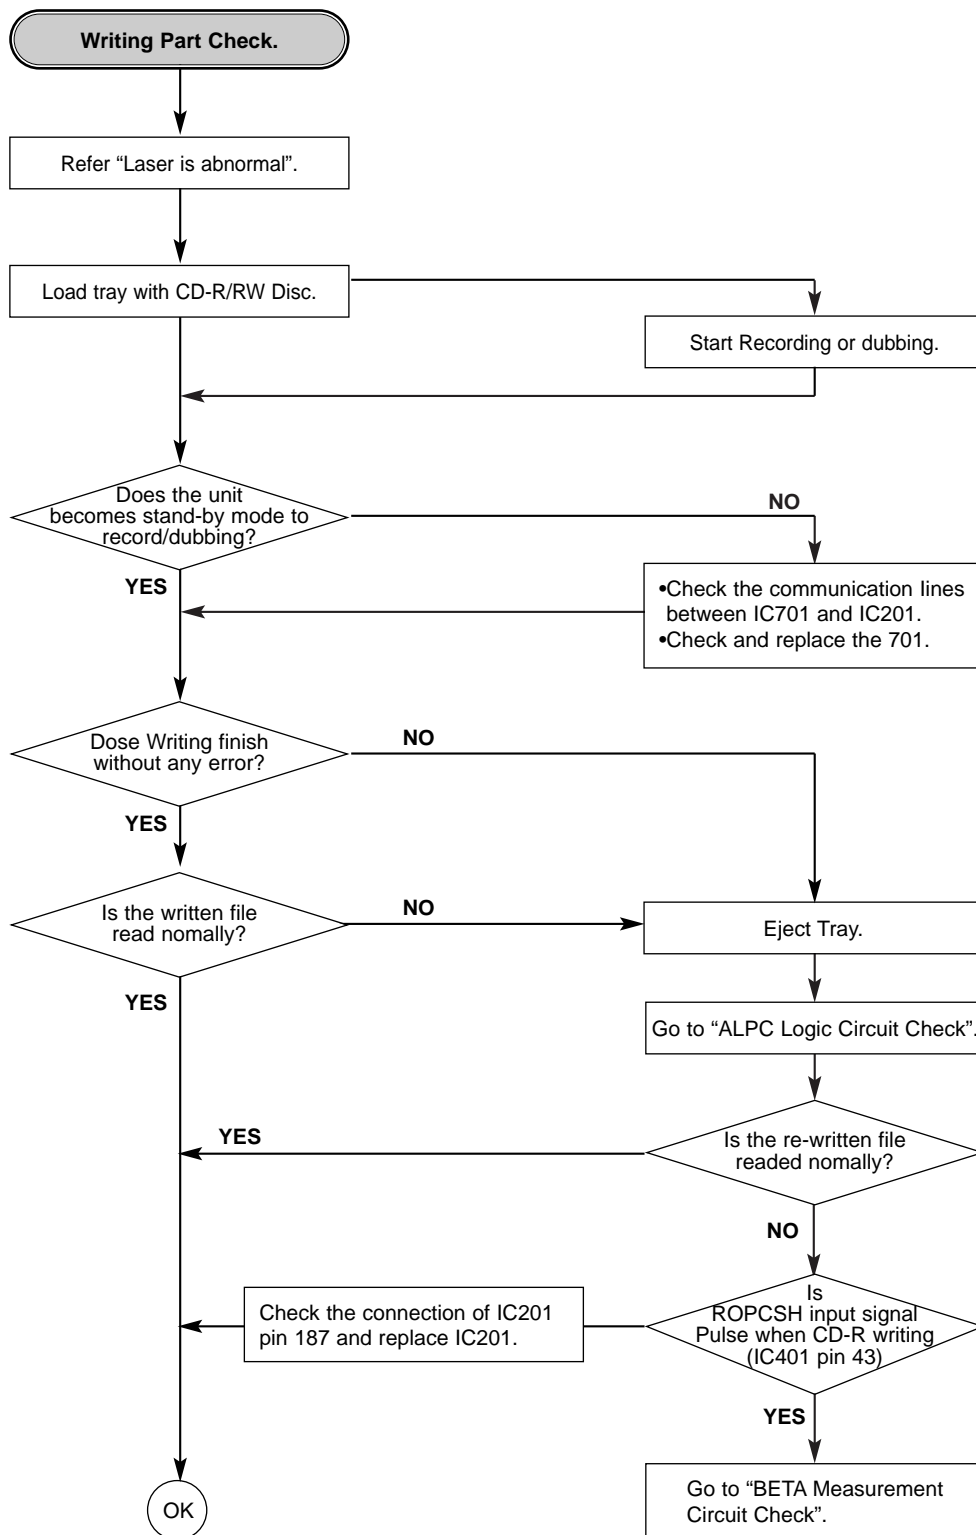 Writing Part Check.
Refer “Laser is abnormal”.
Load tray with CD-R/RW Disc.
Start Recording or dubbing.
Does the unit
becomes stand-by mode to
record/dubbing?
NO
YES
•Check the communication lines
between IC701 and IC201.
•Check and replace the 701.
Dose Writing finish
without any error?
NO
YES
Is the written file
read nomally?
NO
Eject Tray.
YES
Go to “ALPC Logic Circuit Check”.
YES
Is the re-written file
readed nomally?
NO
Is
ROPCSH input signal
Pulse when CD-R writing
(IC401 pin 43)
Check the connection of IC201
pin 187 and replace IC201.
YES
Go to “BETA Measurement
Circuit Check”.
OK